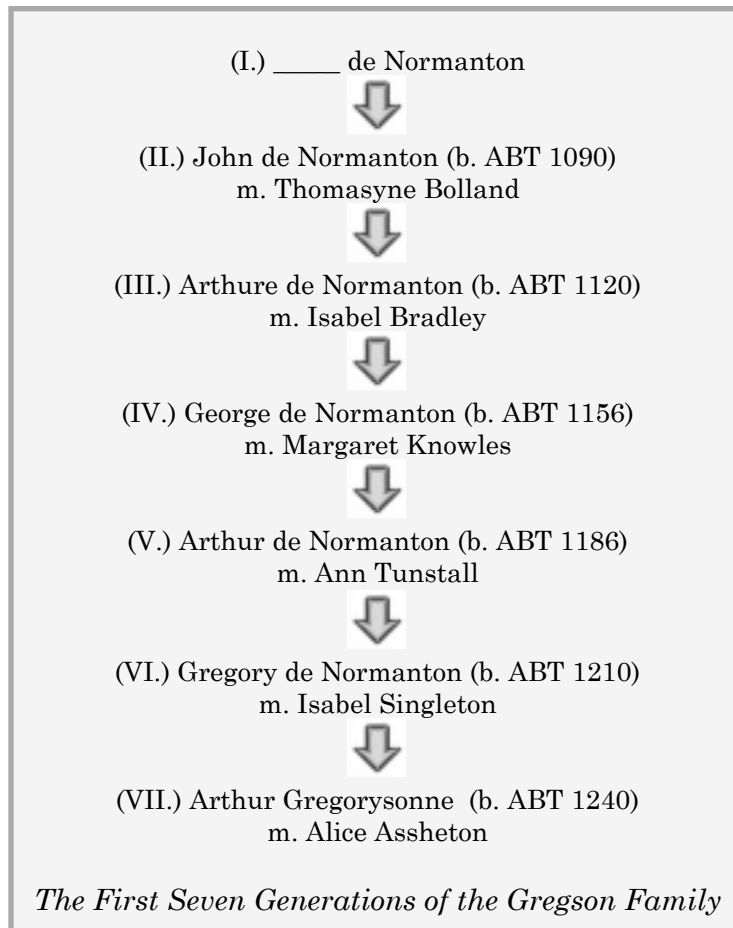 (I.) _____ de Normanton
(II.) John de Normanton (b. ABT 1090)
m. Thomasyne Bolland
(III.) Arthure de Normanton (b. ABT 1120)
m. Isabel Bradley
(IV.) George de Normanton (b. ABT 1156)
m. Margaret Knowles
(V.) Arthur de Normanton (b. ABT 1186)
m. Ann Tunstall
(VI.) Gregory de Normanton (b. ABT 1210)
m. Isabel Singleton
(VII.) Arthur Gregorysonne (b. ABT 1240)
m. Alice Assheton
The First Seven Generations of the Gregson Family